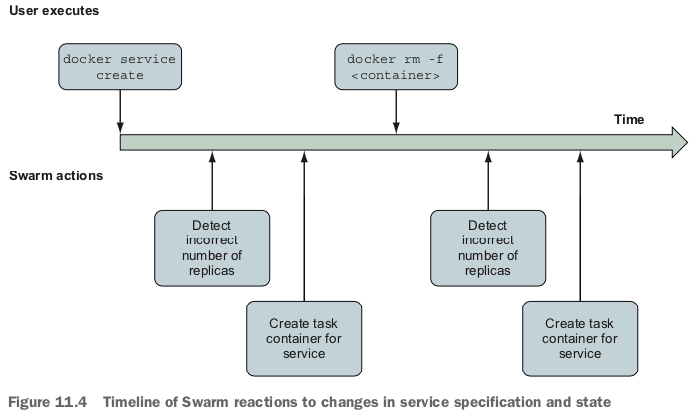 User executes
docker service
create
docker rm -f
<container>
Time
Swarm actions
Detect
incorrect
number of
replicas
Detect
incorrect
number of
replicas
Create task
container for
service
Create task
container for
service
Figure 11.4 Timeline of Swarm reactions to changes in service specification and state